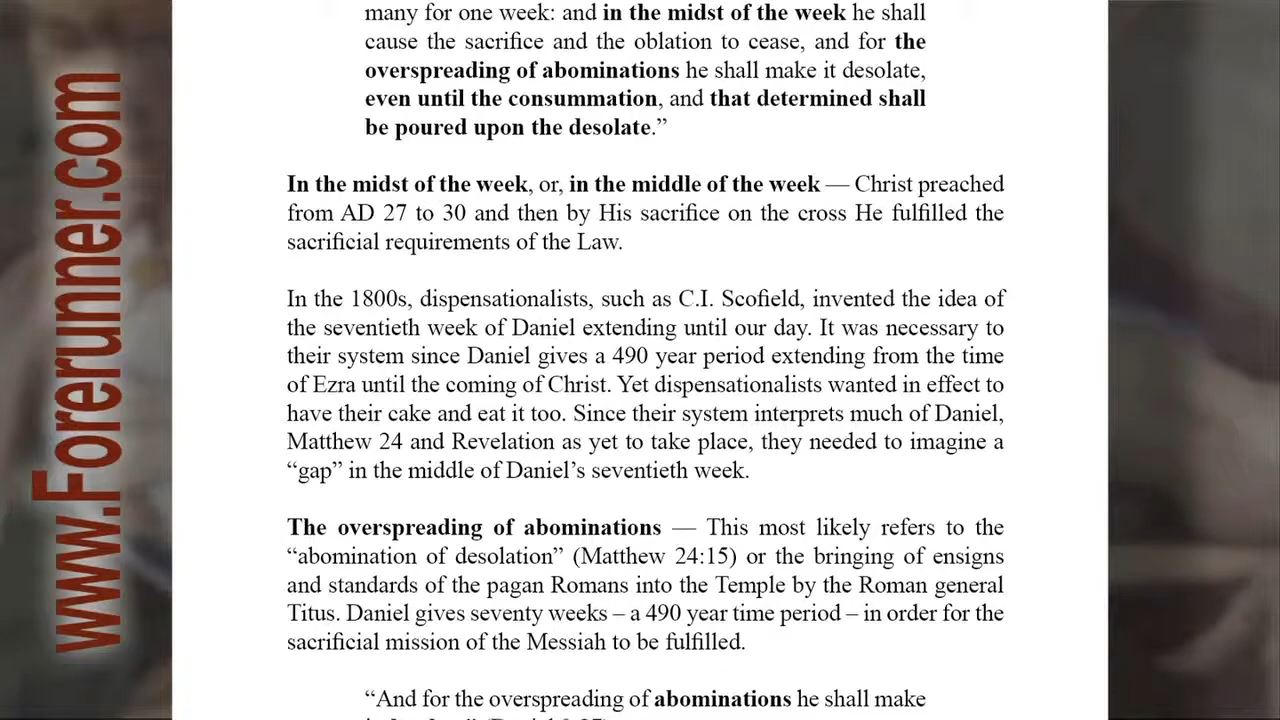 www.Forerunner.com
many for one week: and in the midst of the week he shall
cause the sacrifice and the oblation to cease, and for the
overspreading of abominations he shall make it desolate,
even until the consummation, and that determined shall
be poured upon the desolate.”
In the midst of the week, or, in the middle of the week — Christ preached
from AD 27 to 30 and then by His sacrifice on the cross He fulfilled the
sacrificial requirements of the Law.
In the 1800s, dispensationalists, such as C.I. Scofield, invented the idea of
the seventieth week of Daniel extending until our day. It was necessary to
their system since Daniel gives a 490 year period extending from the time
of Ezra until the coming of Christ. Yet dispensationalists wanted in effect to
have their cake and eat it too. Since their system interprets much of Daniel,
Matthew 24 and Revelation as yet to take place, they needed to imagine a
“gap” in the middle of Daniel’s seventieth week.
The overspreading of abominations — This most likely refers to the
“abomination of desolation” (Matthew 24:15) or the bringing of ensigns
and standards of the pagan Romans into the Temple by the Roman general
Titus. Daniel gives seventy weeks – a 490 year time period – in order for the
sacrificial mission of the Messiah to be fulfilled.
“And for the overspreading of abominations he shall make